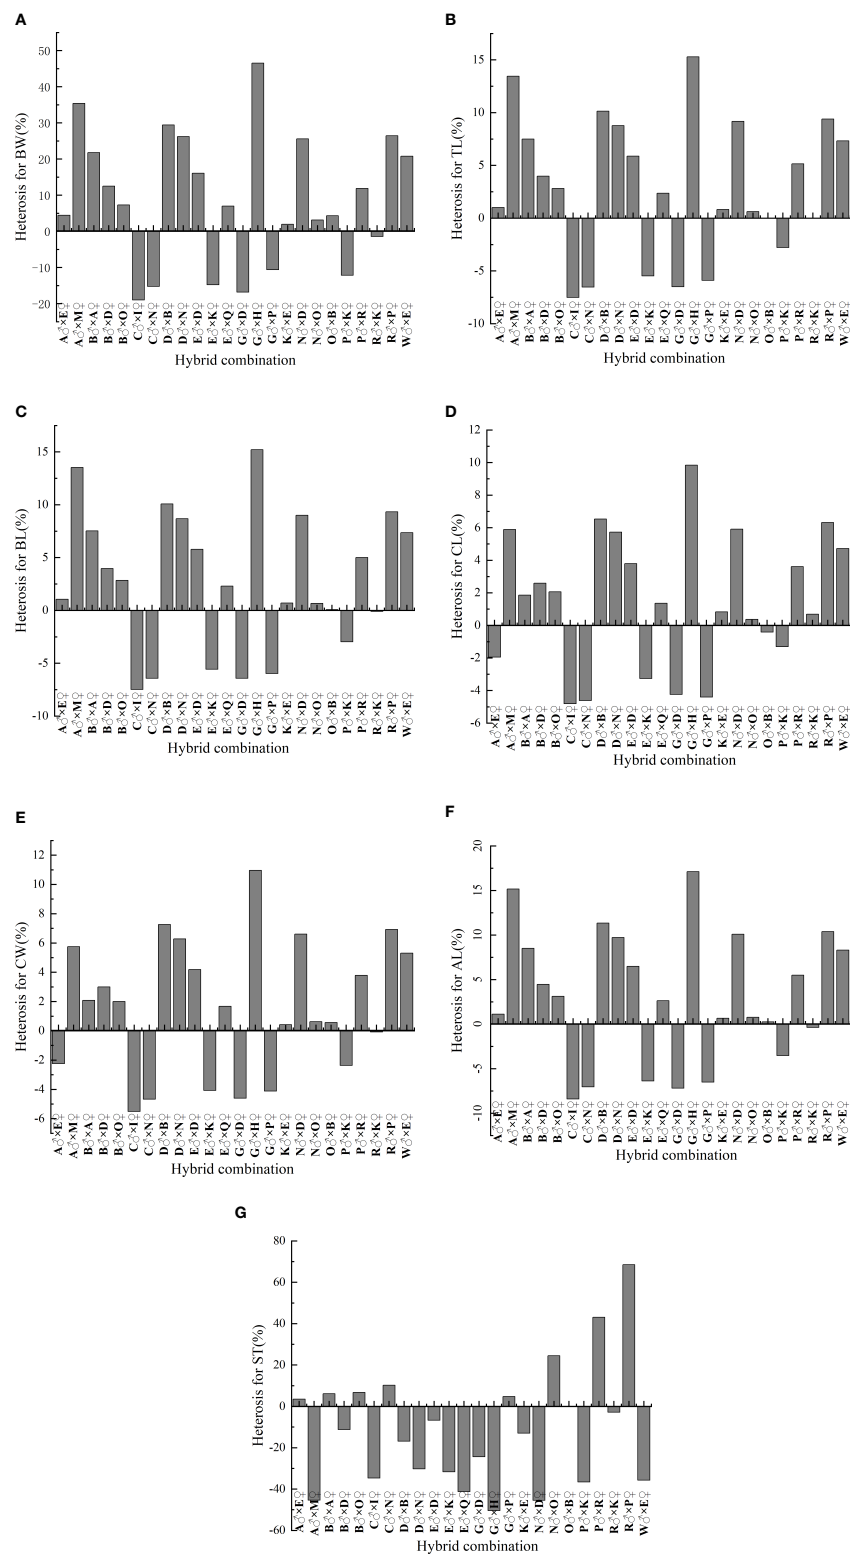 A
Heterosis for BW(%)
50
40
30
20
10
0
−10
−20
A♂×E♀ A♂×M♀ B♂×A♀ B♂×D♀ B♂×O♀ C♂×I♀ C♂×N♀ D♂×B♀ D♂×N♀ E♂×D♀ E♂×K♀ E♂×Q♀ G♂×D♀ G♂×H♀ G♂×P♀ K♂×E♀ N♂×D♀ N♂×O♀ O♂×B♀ P♂×K♀ P♂×R♀ R♂×K♀ R♂×P♀ W♂×E♀
Hybrid combination
B
Heterosis for TL(%)
15
10
5
0
-5
-10
A♂×E♀ A♂×M♀ B♂×A♀ B♂×D♀ B♂×O♀ C♂×I♀ C♂×N♀ D♂×B♀ D♂×N♀ E♂×D♀ E♂×K♀ E♂×Q♀ G♂×D♀ G♂×H♀ G♂×P♀ K♂×E♀ N♂×D♀ N♂×O♀ O♂×B♀ P♂×K♀ P♂×R♀ R♂×K♀ R♂×P♀ W♂×E♀
Hybrid combination
C
Heterosis for BL(%)
15
10
5
0
-5
-10
A♂×E♀ A♂×M♀ B♂×A♀ B♂×D♀ B♂×O♀ C♂×I♀ C♂×N♀ D♂×B♀ D♂×N♀ E♂×D♀ E♂×K♀ E♂×Q♀ G♂×D♀ G♂×H♀ G♂×P♀ K♂×E♀ N♂×D♀ N♂×O♀ O♂×B♀ P♂×K♀ P♂×R♀ R♂×K♀ R♂×P♀ W♂×E♀
Hybrid combination
D
Heterosis for CL(%)
12
10
8
6
4
2
0
-2
-4
-6
A♂×E♀ A♂×M♀ B♂×A♀ B♂×D♀ B♂×O♀ C♂×I♀ C♂×N♀ D♂×B♀ D♂×N♀ E♂×D♀ E♂×K♀ E♂×Q♀ G♂×D♀ G♂×H♀ G♂×P♀ K♂×E♀ N♂×D♀ N♂×O♀ O♂×B♀ P♂×K♀ P♂×R♀ R♂×K♀ R♂×P♀ W♂×E♀
Hybrid combination
E
Heterosis for CW(%)
12
10
8
6
4
2
0
-2
-4
-6
A♂×E♀ A♂×M♀ B♂×A♀ B♂×D♀ B♂×O♀ C♂×I♀ C♂×N♀ D♂×B♀ D♂×N♀ E♂×D♀ E♂×K♀ E♂×Q♀ G♂×D♀ G♂×H♀ G♂×P♀ K♂×E♀ N♂×D♀ N♂×O♀ O♂×B♀ P♂×K♀ P♂×R♀ R♂×K♀ R♂×P♀ W♂×E♀
Hybrid combination
F
Heterosis for AL(%)
20
15
10
5
0
-5
-10
A♂×E♀ A♂×M♀ B♂×A♀ B♂×D♀ B♂×O♀ C♂×I♀ C♂×N♀ D♂×B♀ D♂×N♀ E♂×D♀ E♂×K♀ E♂×Q♀ G♂×D♀ G♂×H♀ G♂×P♀ K♂×E♀ N♂×D♀ N♂×O♀ O♂×B♀ P♂×K♀ P♂×R♀ R♂×K♀ R♂×P♀ W♂×E♀
Hybrid combination
G
Heterosis for ST(%)
80
60
40
20
0
-20
-40
-60
A♂×E♀ A♂×M♀ B♂×A♀ B♂×D♀ B♂×O♀ C♂×I♀ C♂×N♀ D♂×B♀ D♂×N♀ E♂×D♀ E♂×K♀ E♂×Q♀ G♂×D♀ G♂×H♀ G♂×P♀ K♂×E♀ N♂×D♀ N♂×O♀ O♂×B♀ P♂×K♀ P♂×R♀ R♂×K♀ R♂×P♀ W♂×E♀
Hybrid combination